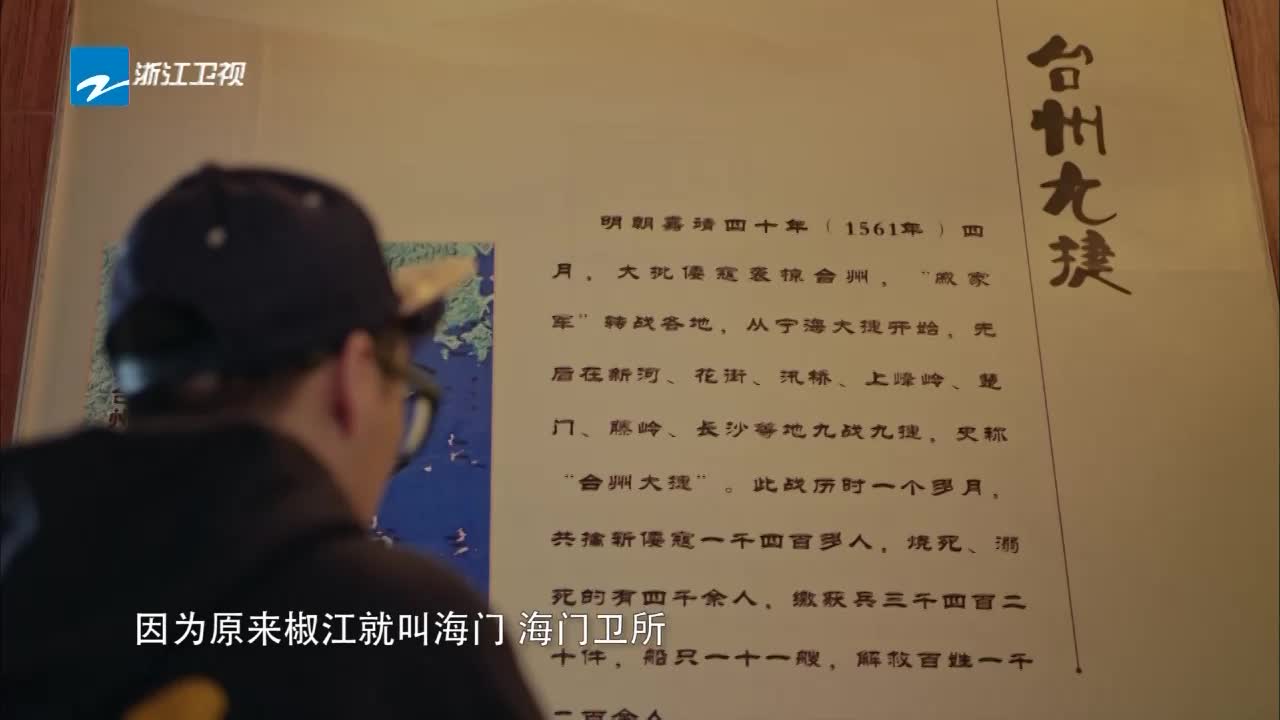 浙江卫视
台州九捷
明朝嘉靖四十年（1561年）四
月，大批倭寇袭掠台州，“戚家
军”转战各地，从宁海大捷开始，先
后在新河、花街、汛桥、上峰岭、楚
门、藤岭、长沙等地九战九捷，史称
“台州大捷”。此战历时一个多月，
共擒斩倭寇一千四百多人，烧死、溺
死的有四千余人，缴获兵三千四百二
十件，船只一十一艘，解救百姓一千
二百余人
台州
因为原来椒江就叫海门 海门卫所